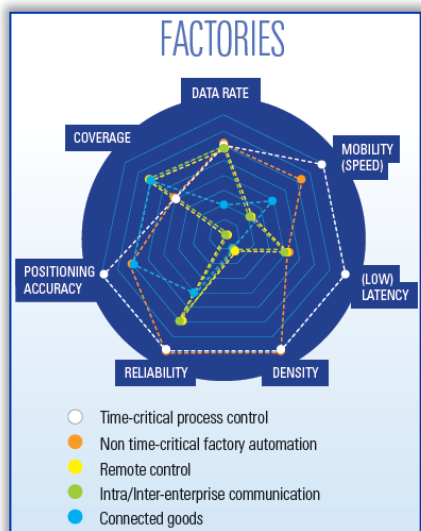 FACTORIES
DATA RATE
COVERAGE
MOBILITY
(SPEED)
POSITIONING
ACCURACY
(LOW)
LATENCY
RELIABILITY
DENSITY
Time-critical process control
Non time-critical factory automation
Remote control
Intra/Inter-enterprise communication
Connected goods